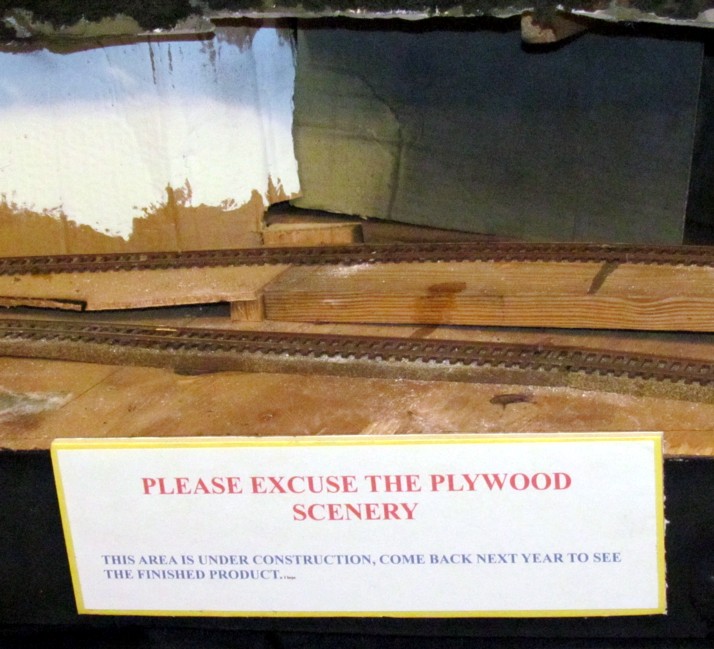 PLEASE EXCUSE THE PLYWOOD
SCENERY
THIS AREA IS UNDER CONSTRUCTION, COME BACK NEXT YEAR TO SEE
THE FINISHED PRODUCT.